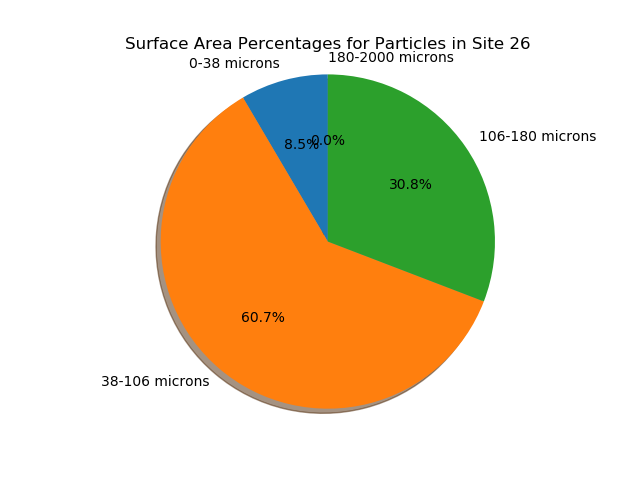 Surface Area Percentages for Particles in Site 26
180-2000 microns
0-38 microns
106-180 microns
0.0%
8.5%
30.8%
60.7%
38-106 microns